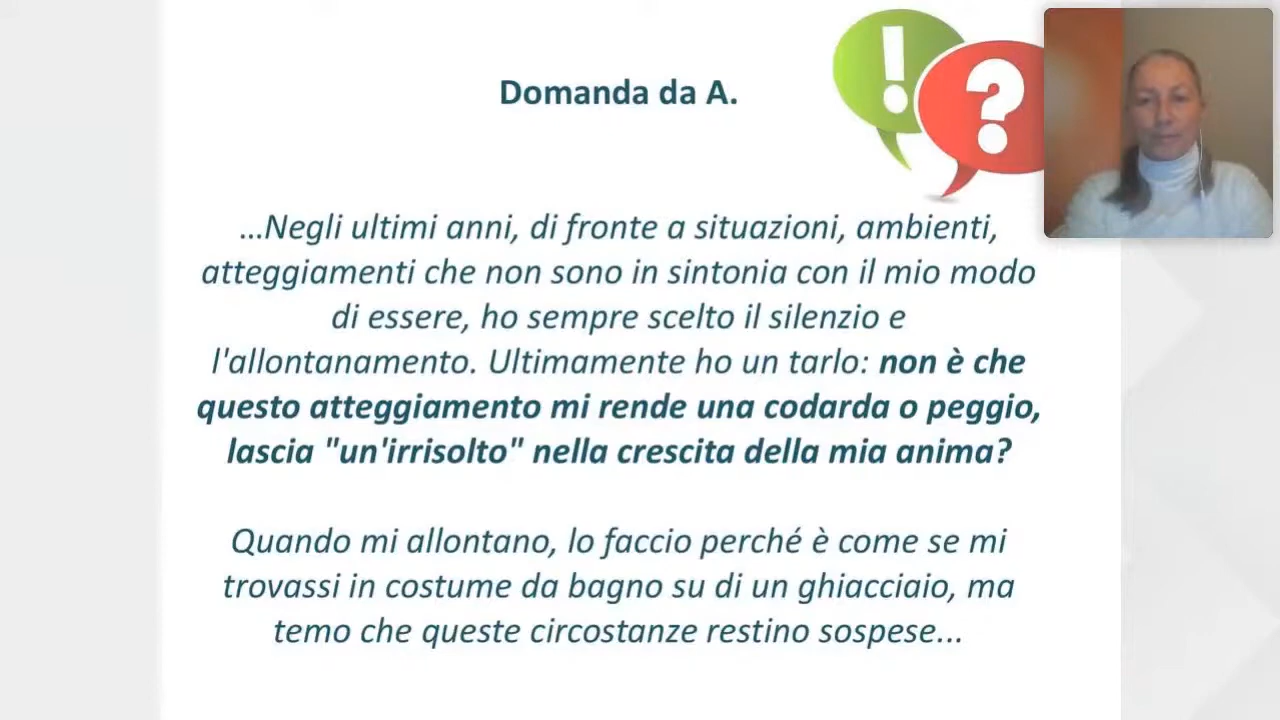 Domanda da A.
...Negli ultimi anni, di fronte a situazioni, ambienti,
atteggiamenti che non sono in sintonia con il mio modo
di essere, ho sempre scelto il silenzio e
l'allontanamento. Ultimamente ho un tarlo: non è che
questo atteggiamento mi rende una codarda o peggio,
lascia "un'irrisolto" nella crescita della mia anima?
Quando mi allontano, lo faccio perché è come se mi
trovassi in costume da bagno su di un ghiacciaio, ma
temo che queste circostanze restino sospese...